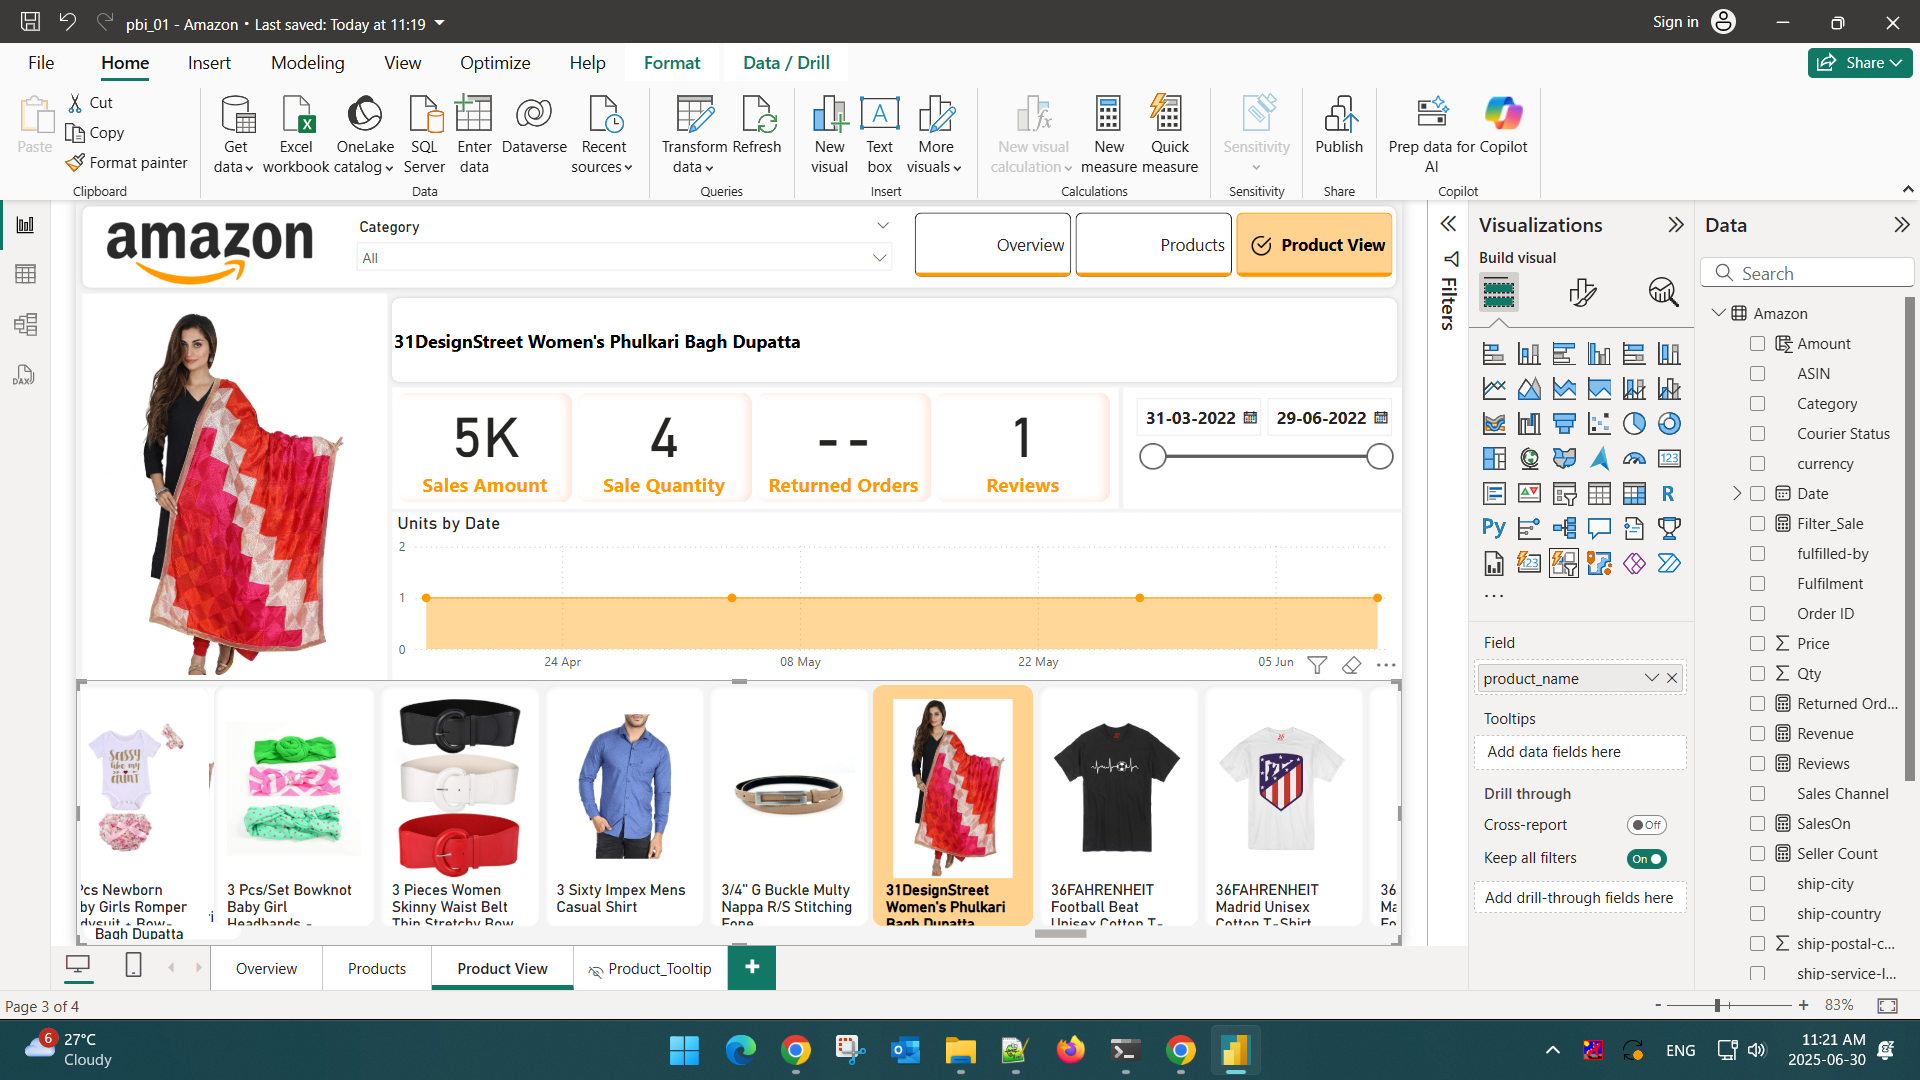 pbi_01 - Amazon • Last saved: Today at 11:19
Sign in
File Home Insert Modeling View Optimize Help Format Data / Drill
Share
Paste
Cut
Copy
Format painter
Clipboard
Get data
Excel workbook
OneLake catalog
SQL Server
Enter data
Dataverse
Recent sources
Data
Transform data
Refresh
Queries
New visual
Text box
More visuals
Insert
New visual calculation
New measure
Quick measure
Calculations
Sensitivity
Sensitivity
Publish
Share
Prep data for AI
Copilot
Copilot
amazon
Category
All
Overview
Products
Product View
31DesignStreet Women's Phulkari Bagh Dupatta
5K
Sales Amount
4
Sale Quantity
--
Returned Orders
1
Reviews
31-03-2022
29-06-2022
Units by Date
2
1
0
24 Apr
08 May
22 May
05 Jun
Pcs Newborn
by Girls Romper
dysuit + Bow-
Bagh Dupatta
3 Pcs/Set Bowknot
Baby Girl
Headbands -
3 Pieces Women
Skinny Waist Belt
Thin Stretchy Bow
3 Sixty Impex Mens
Casual Shirt
3/4" G Buckle Multy
Nappa R/S Stitching
Fone
31DesignStreet
Women's Phulkari
Bagh Dupatta
36FAHRENHEIT
Football Beat
Unisex Cotton T-
36FAHRENHEIT
Madrid Unisex
Cotton T-Shirt
Filters
Visualizations
Build visual
Field
product_name
Tooltips
Add data fields here
Drill through
Cross-report
Off
Keep all filters
On
Add drill-through fields here
Data
Search
Amazon
Amount
ASIN
Category
Courier Status
currency
Date
Filter_Sale
fulfilled-by
Fulfilment
Order ID
Price
Qty
Returned Ord...
Revenue
Reviews
Sales Channel
SalesOn
Seller Count
ship-city
ship-country
ship-postal-c...
ship-service-l...
Overview
Products
Product View
Product_Tooltip
Page 3 of 4
83%
6
27°C
Cloudy
ENG
11:21 AM
2025-06-30